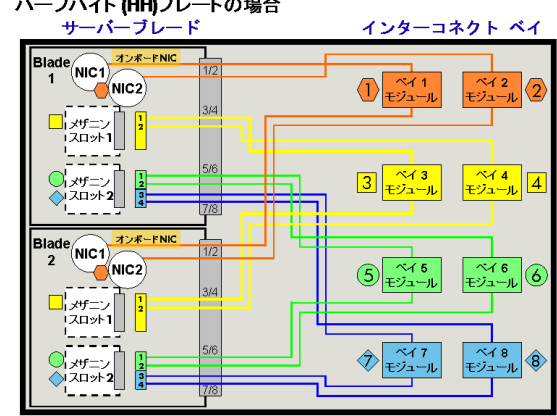 ハーフハイト (HH)ブレードの場合
サーバーブレード
インターコネクト ベイ
Blade 1
オンボードNIC
NIC1
NIC2
1/2
3/4
5/6
7/8
メザニン
スロット1
1
2
メザニン
スロット2
1
2
3
4
Blade 2
オンボードNIC
NIC1
NIC2
1/2
3/4
5/6
7/8
メザニン
スロット1
1
2
メザニン
スロット2
1
2
3
4
1
ベイ 1
モジュール
ベイ 2
モジュール
2
3
ベイ 3
モジュール
ベイ 4
モジュール
4
5
ベイ 5
モジュール
ベイ 6
モジュール
6
7
ベイ 7
モジュール
ベイ 8
モジュール
8